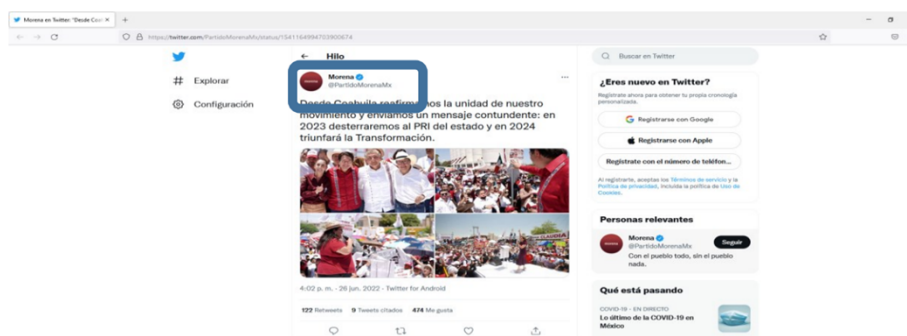 Morena en Twitter: "Desde Coa
https://twitter.com/PartidoMorenaMx/status/1541164994703900674
Explorar
Configuración
Hilo
Morena
@PartidoMorenaMx
Desde Coahuila reafirmamos la unidad de nuestro
movimiento y enviamos un mensaje contundente: en
2023 desterraremos al PRI del estado y en 2024
triunfará la Transformación.
4:02 p. m. · 26 jun. 2022 · Twitter for Android
122 Retweets 9 Tweets citados 474 Me gusta
Buscar en Twitter
¿Eres nuevo en Twitter?
Regístrate ahora para obtener tu propia cronología
personalizada.
Registrarse con Google
Registrarse con Apple
Regístrate con el número de teléfon...
Al registrarte, aceptas los Términos de servicio y la
Política de privacidad, incluida la política de Uso de
Cookies.
Personas relevantes
Morena
@PartidoMorenaMx
Seguir
Con el pueblo todo, sin el pueblo
nada.
Qué está pasando
COVID-19 · EN DIRECTO
Lo último de la COVID-19 en
México